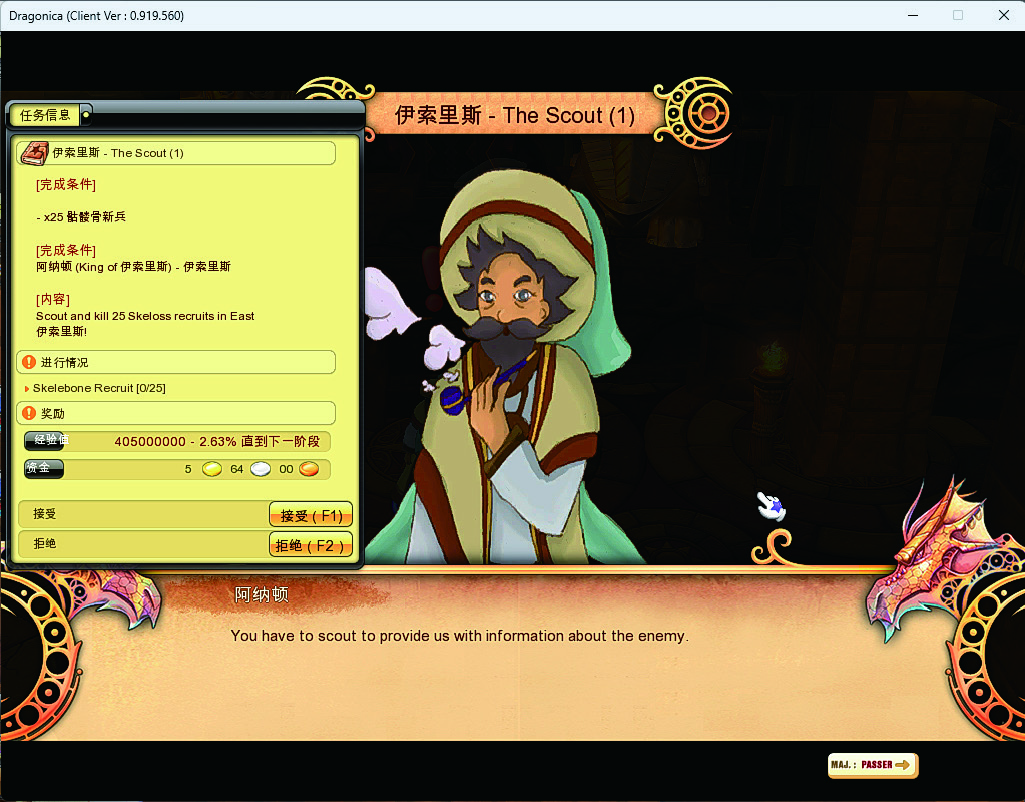 Dragonica (Client Ver : 0.919.560)
伊索里斯 - The Scout (1)
任务信息
伊索里斯 - The Scout (1)
[完成条件]
- x25 骷髅骨新兵
[完成条件]
阿纳顿 (King of 伊索里斯) - 伊索里斯
[内容]
Scout and kill 25 Skeloss recruits in East
伊索里斯!
进行情况
Skelebone Recruit [0/25]
奖励
经验值 405000000 - 2.63% 直到下一阶段
资金 5 64 00
接受 接受 ( F1)
拒绝 拒绝 ( F2 )
阿纳顿
You have to scout to provide us with information about the enemy.
MAJ. : PASSER